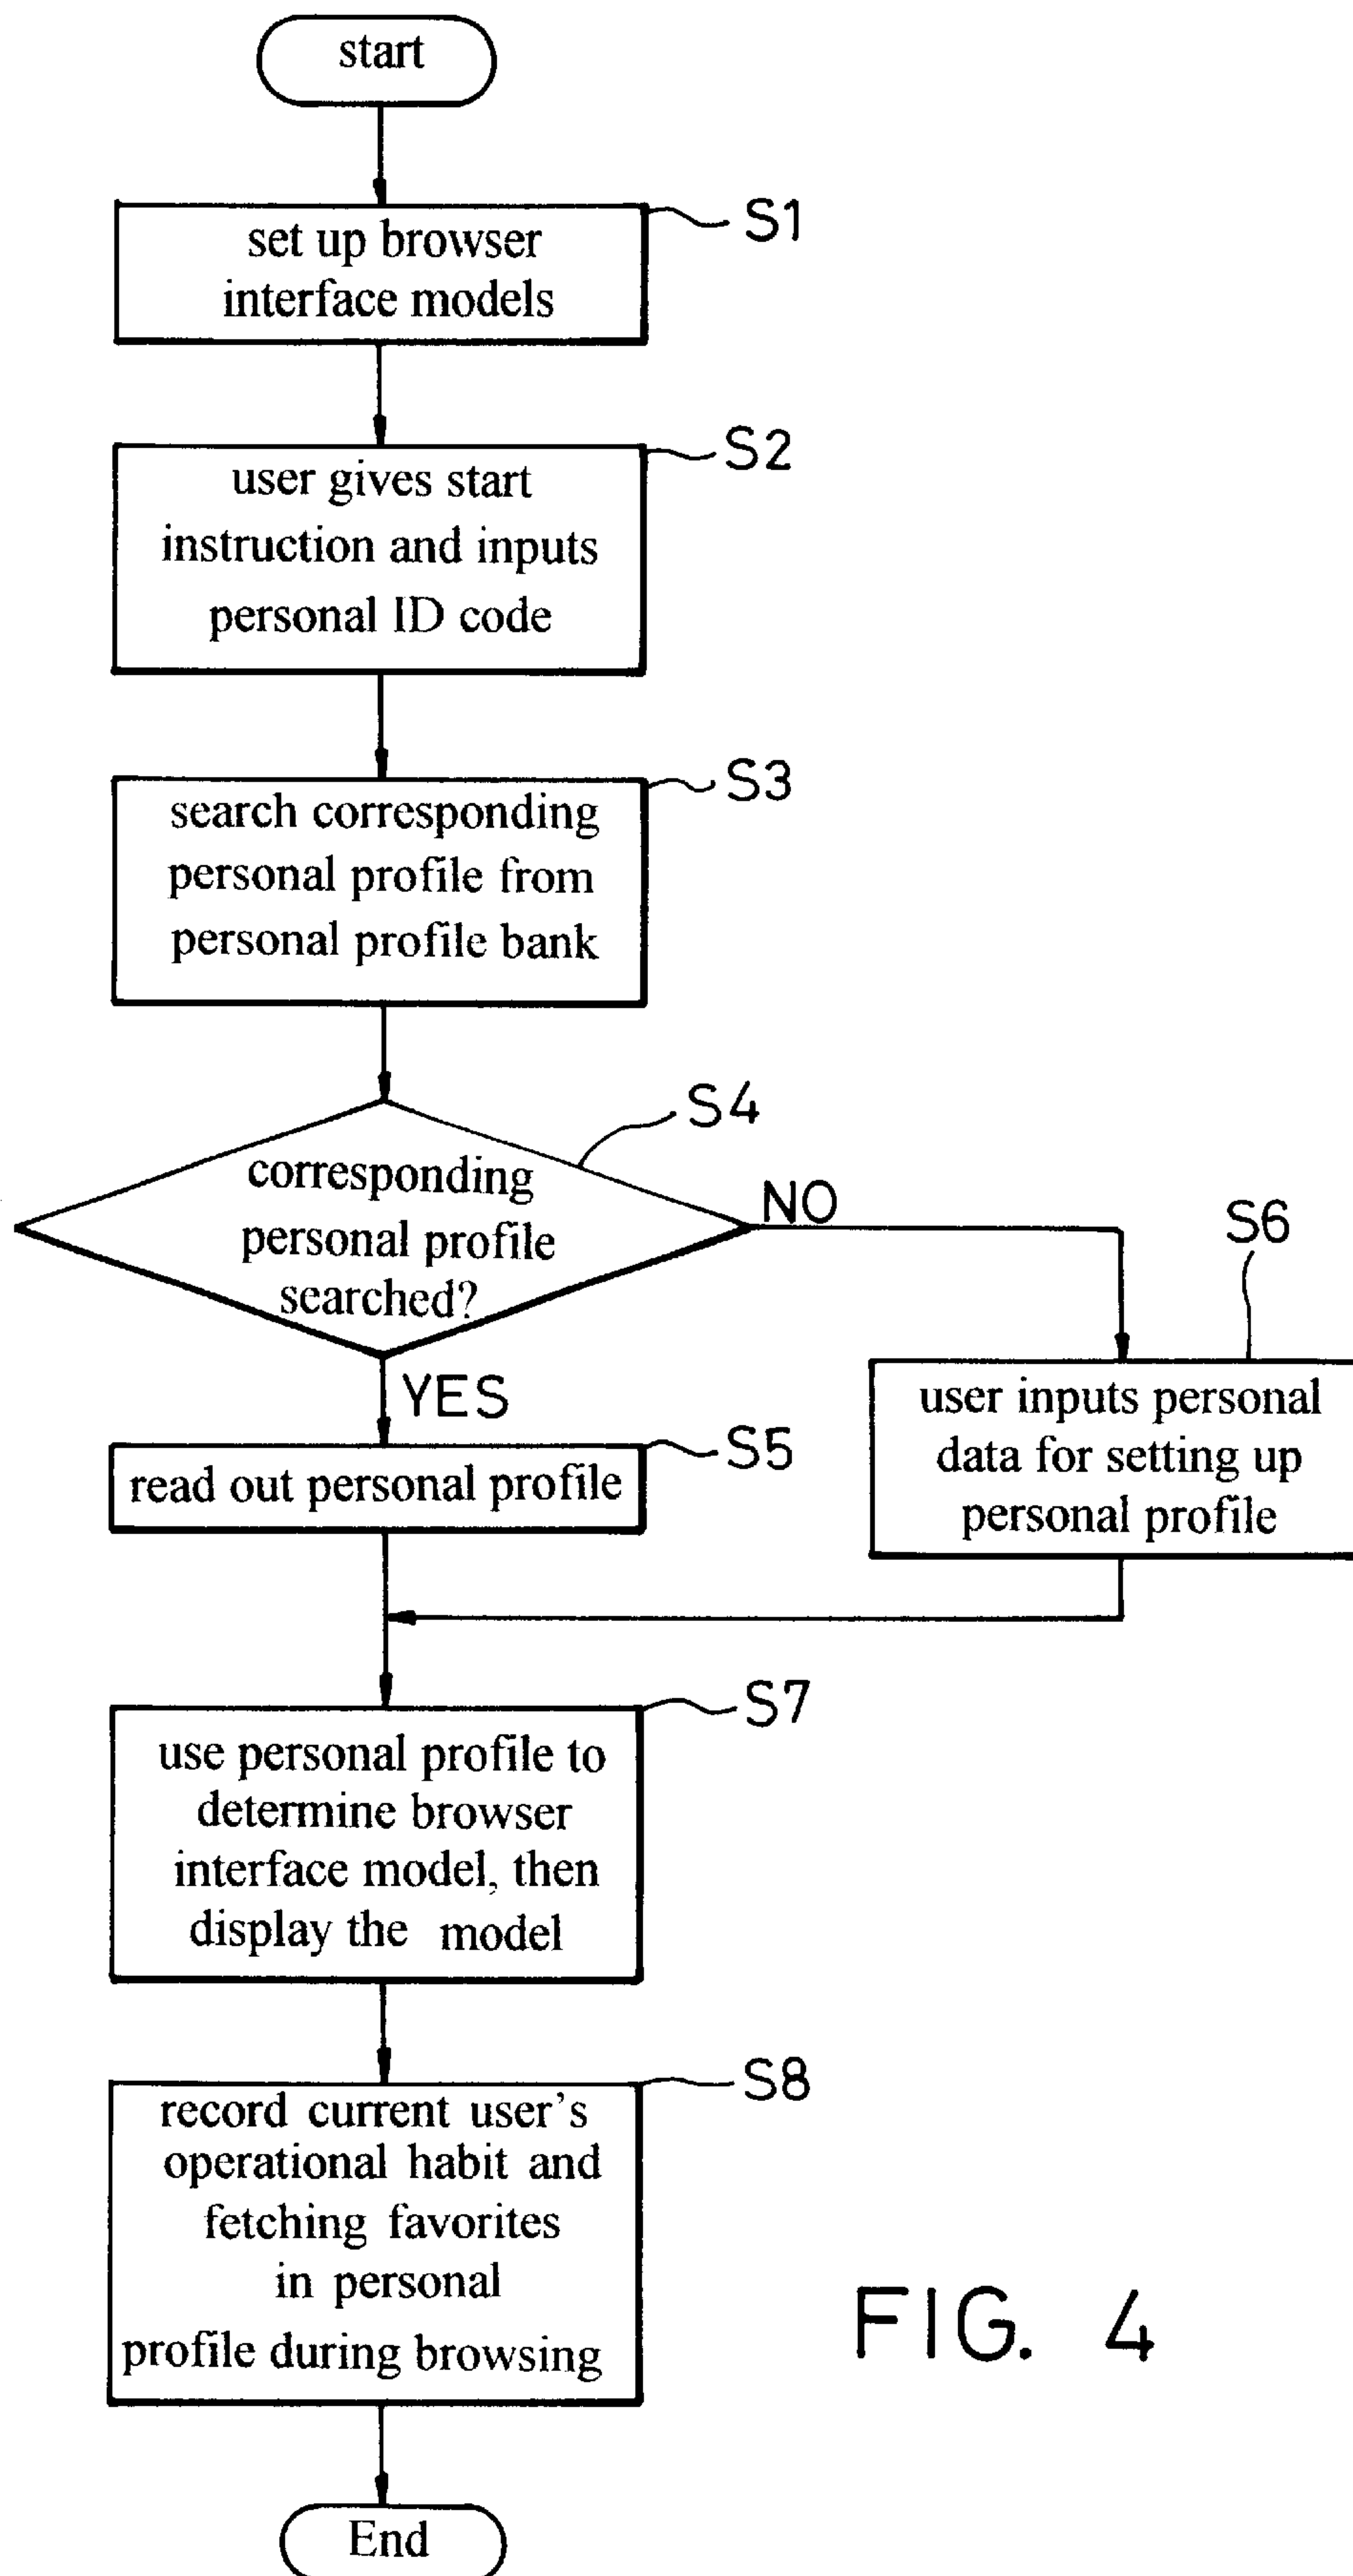 start
S1
set up browser
interface models
S2
user gives start
instruction and inputs
personal ID code
S3
search corresponding
personal profile from
personal profile bank
S4
corresponding
personal profile
searched?
NO
YES
S6
user inputs personal
data for setting up
personal profile
S5
read out personal profile
S7
use personal profile to
determine browser
interface model, then
display the model
S8
record current user's
operational habit and
fetching favorites
in personal
profile during browsing
FIG. 4
End